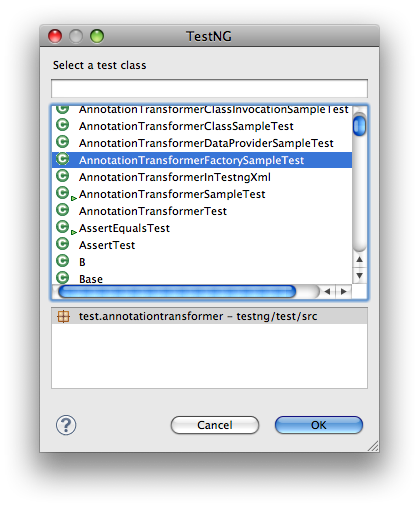 TestNG
Select a test class
AnnotationTransformerClassInvocationSampleTest
AnnotationTransformerClassSampleTest
AnnotationTransformerDataProviderSampleTest
AnnotationTransformerFactorySampleTest
AnnotationTransformerInTestngXml
AnnotationTransformerSampleTest
AnnotationTransformerTest
AssertEqualsTest
AssertTest
B
Base
test.annotationtransformer – testng/test/src
? Cancel OK